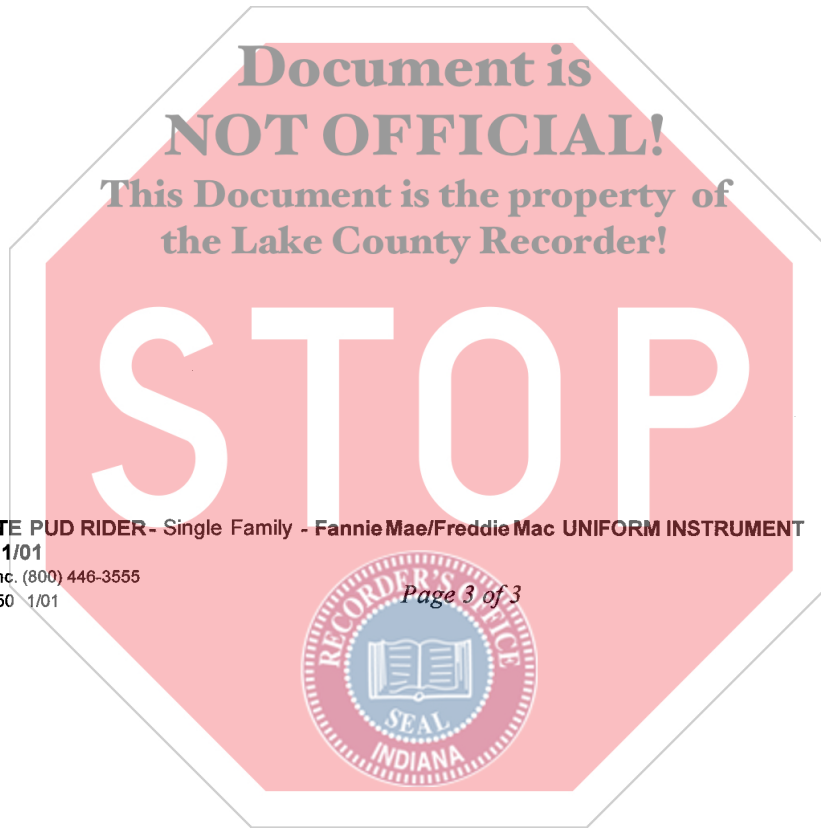 Document is
NOT OFFICIAL!
This Document is the property of
the Lake County Recorder!
STOP
TE PUD RIDER - Single Family - Fannie Mae/Freddie Mac UNIFORM INSTRUMENT
1/01
nc. (800) 446-3555
50 1/01
Page 3 of 3
RECORDER'S OFFICE
SEAL
INDIANA